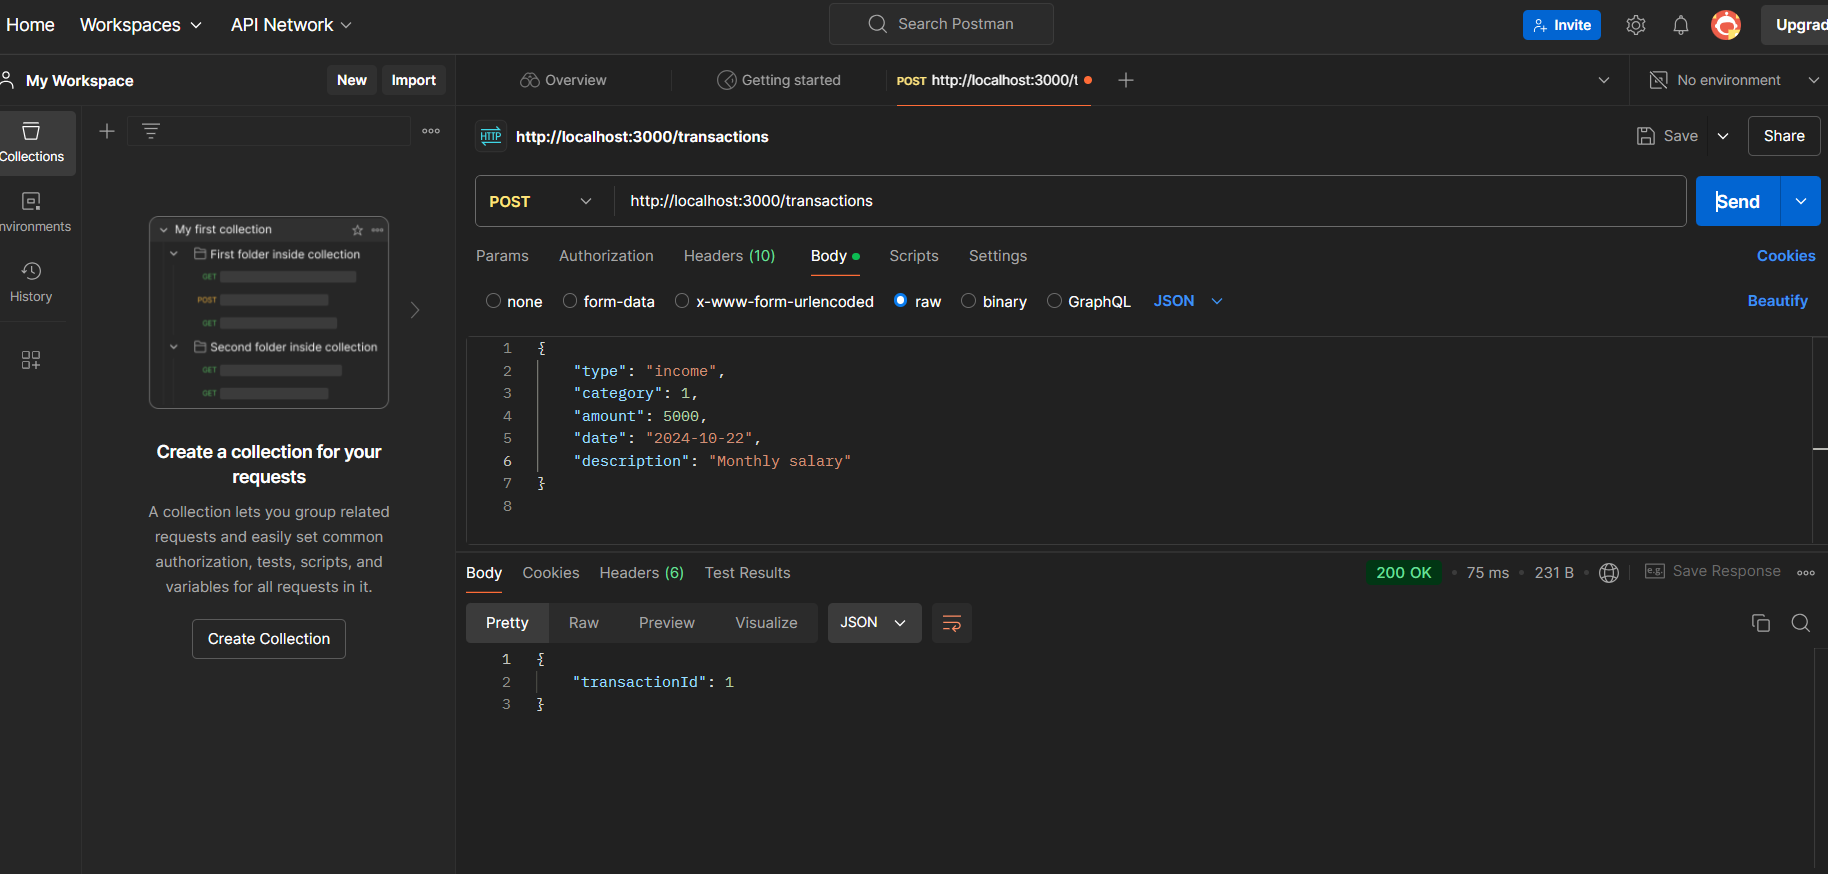 Home Workspaces API Network Search Postman Invite Upgrad
My Workspace New Import Overview Getting started POST http://localhost:3000/t No environment
Collections
nvironments
History
My first collection
First folder inside collection
GET
POST
GET
Second folder inside collection
GET
GET
Create a collection for your
requests
A collection lets you group related
requests and easily set common
authorization, tests, scripts, and
variables for all requests in it.
Create Collection
HTTP http://localhost:3000/transactions Save Share
POST http://localhost:3000/transactions Send
Params Authorization Headers (10) Body Scripts Settings Cookies
none form-data x-www-form-urlencoded raw binary GraphQL JSON Beautify
1 {
2 "type": "income",
3 "category": 1,
4 "amount": 5000,
5 "date": "2024-10-22",
6 "description": "Monthly salary"
7 }
8
Body Cookies Headers (6) Test Results 200 OK 75 ms 231 B e.g. Save Response
Pretty Raw Preview Visualize JSON
1 {
2 "transactionId": 1
3 }